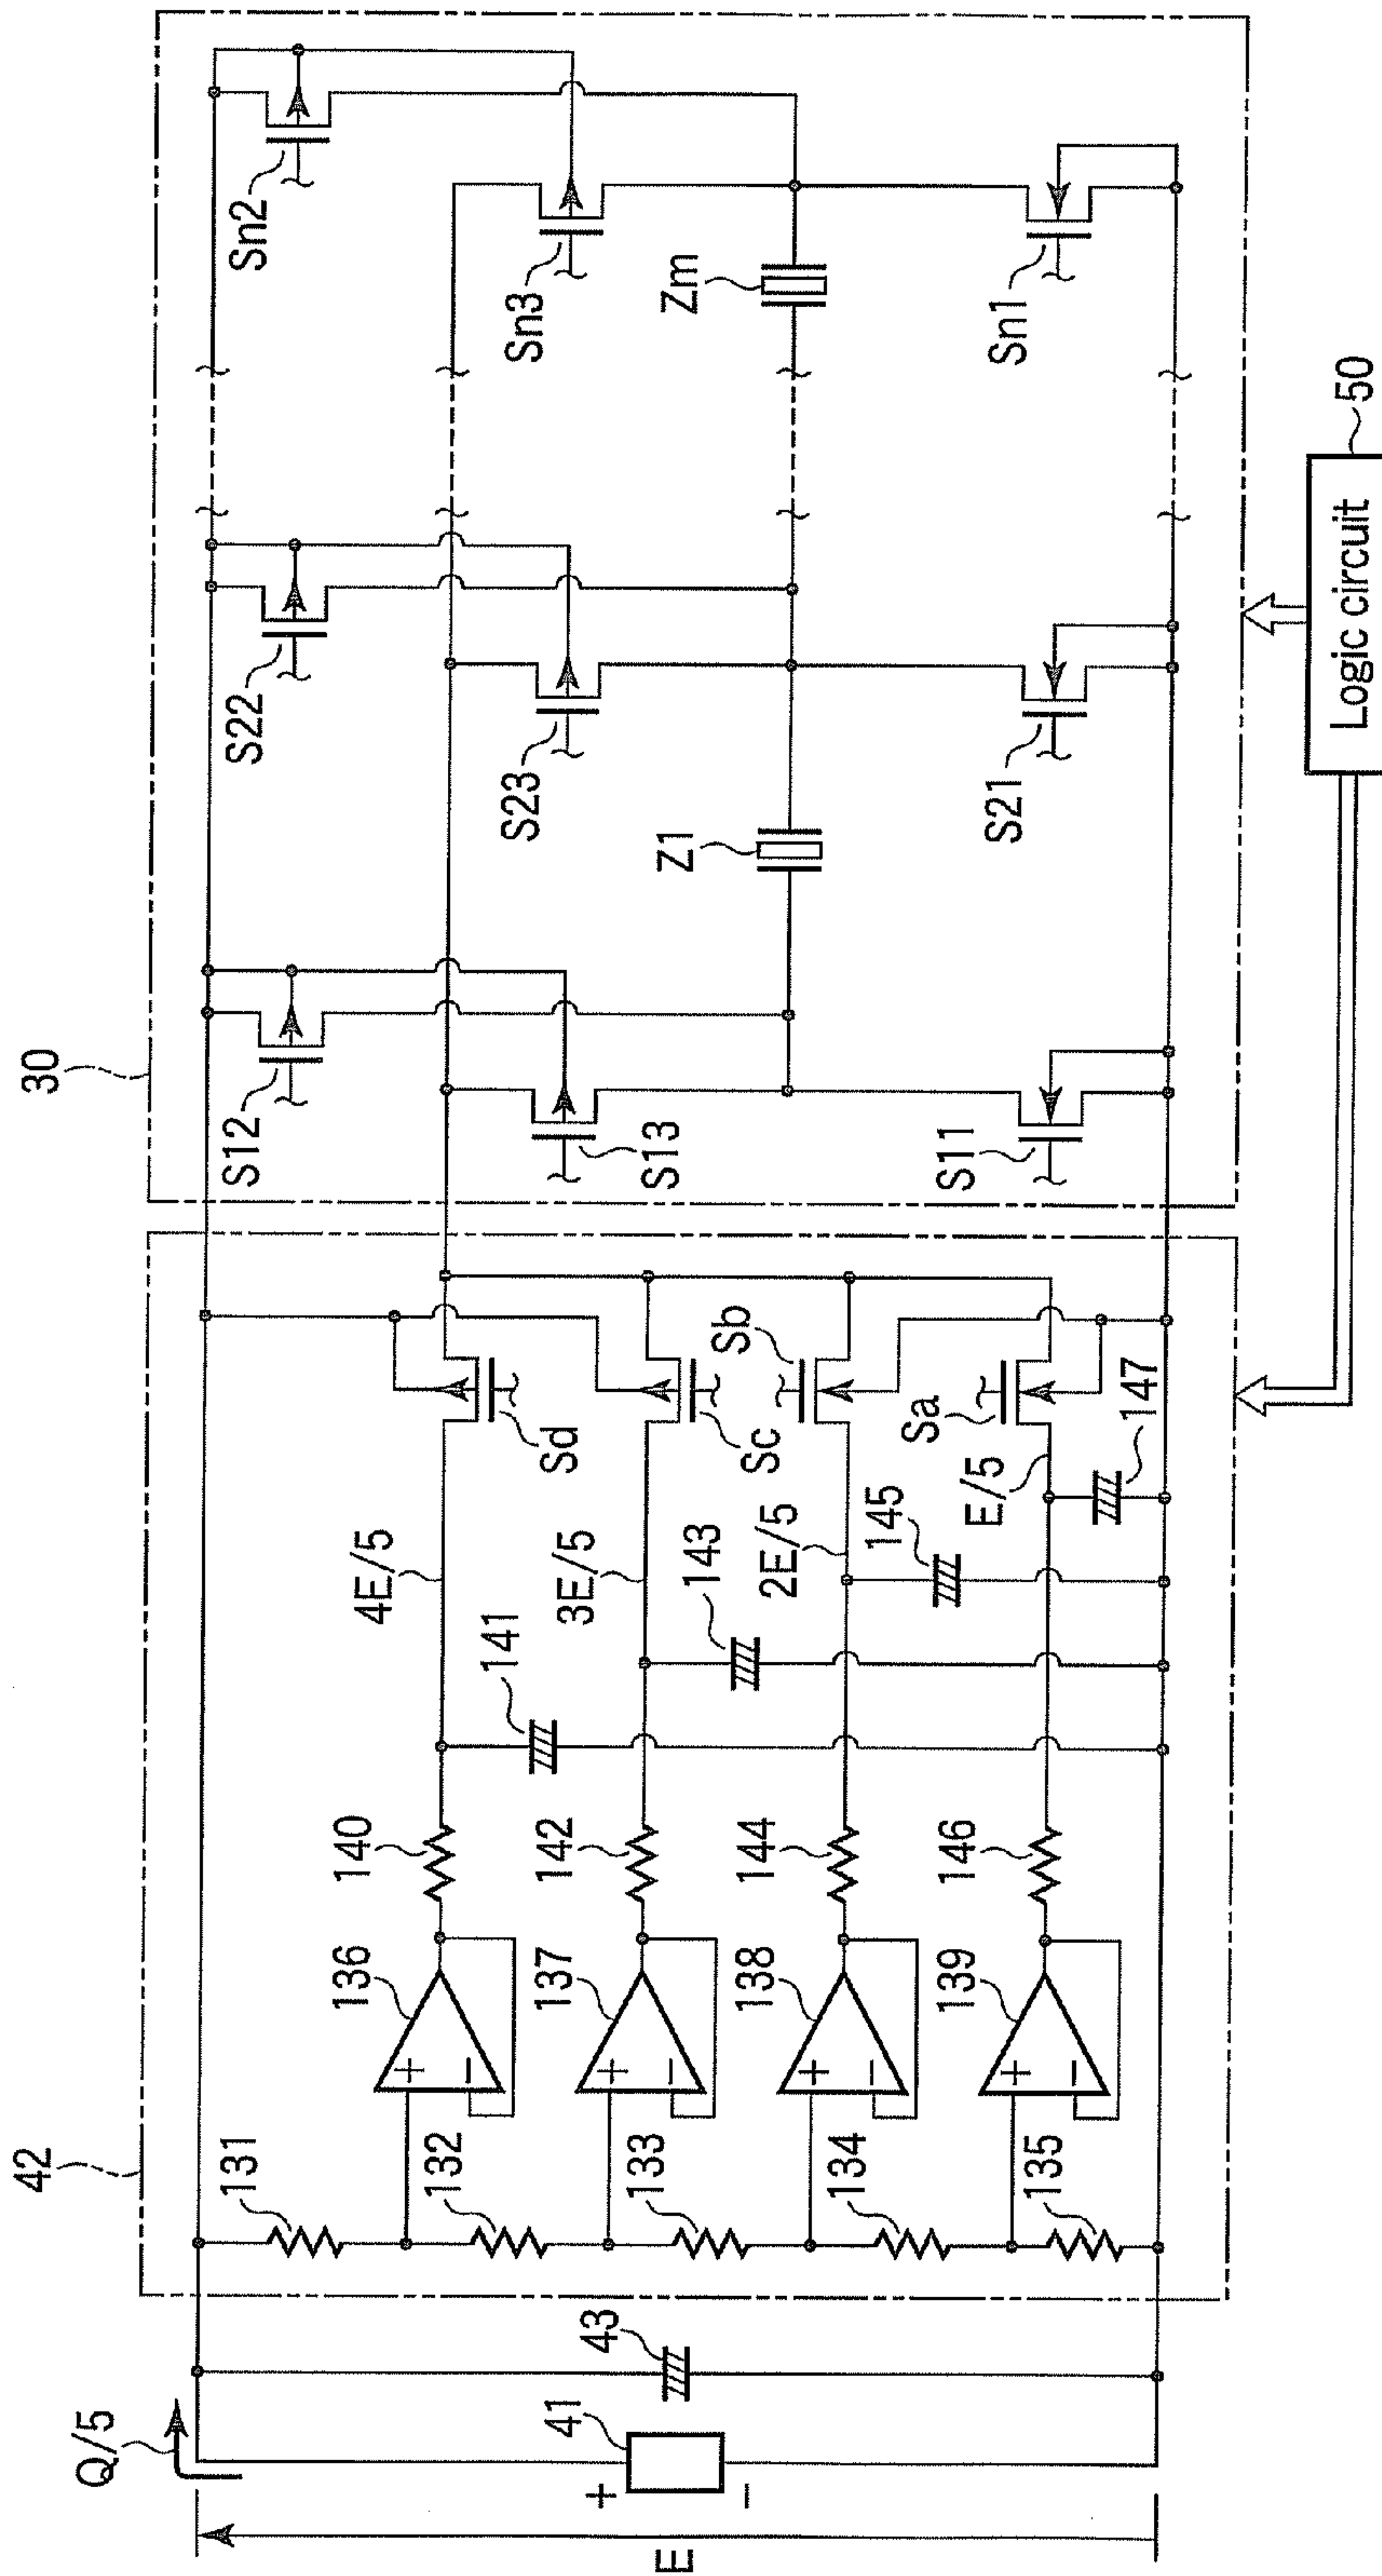 30
42
Q/5
E
+
41
−
43
131
132
133
134
135
136
+
−
137
+
−
138
+
−
139
+
−
140
142
144
146
141
143
145
147
4E/5
3E/5
2E/5
E/5
Sd
Sc
Sb
Sa
S12
S13
S11
Z1
S22
S23
S21
Sn2
Sn3
Zm
Sn1
Logic circuit
50